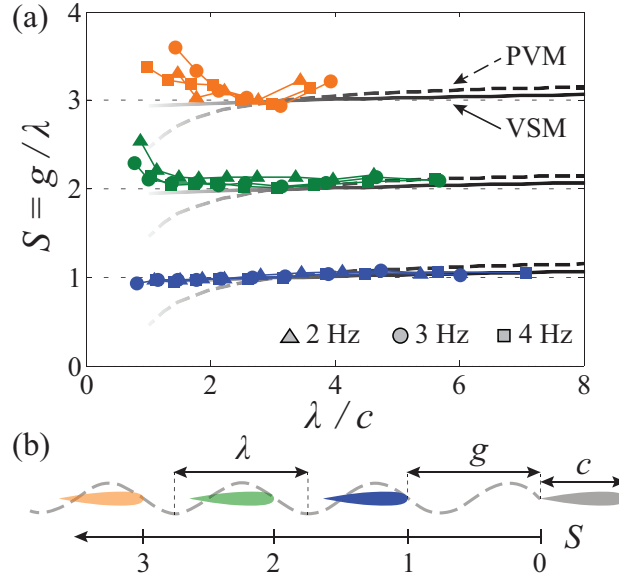 (a)
4
3
2
1
0
S = g / λ
PVM
VSM
2 Hz 3 Hz 4 Hz
0 2 4 6 8
λ / c
(b)
λ g c
3 2 1 0 S